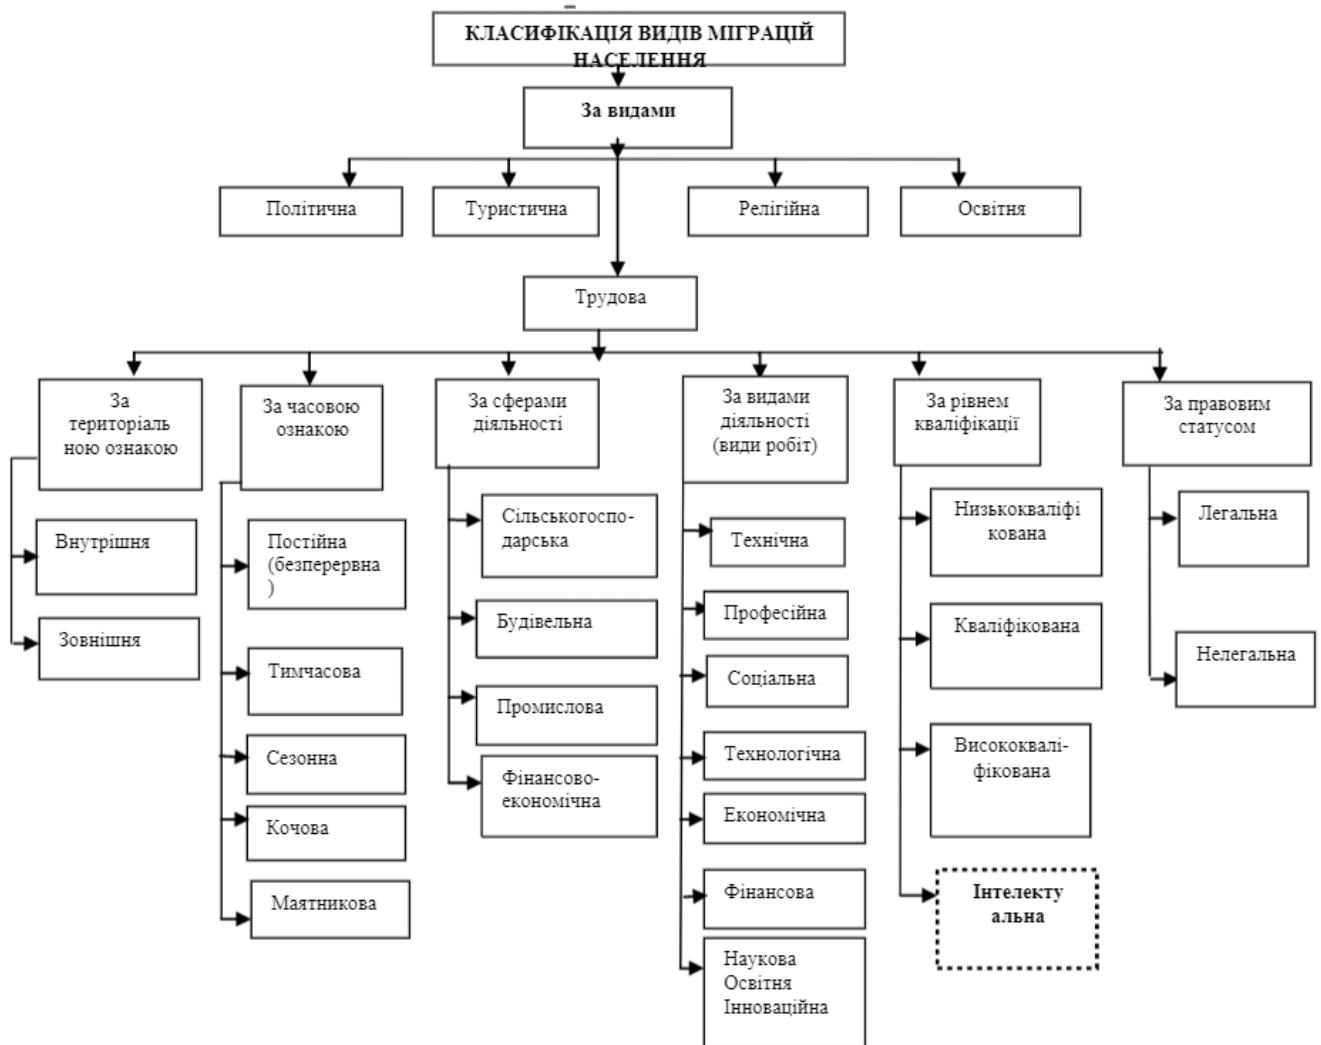 КЛАСИФІКАЦІЯ ВИДІВ МІГРАЦІЙ
НАСЕЛЕННЯ
За видами
Політична
Туристична
Релігійна
Освітня
Трудова
За
територіаль
ною ознакою
Внутрішня
Зовнішня
За часовою
ознакою
Постійна
(безперервна
)
Тимчасова
Сезонна
Кочова
Маятникова
За сферами
діяльності
Сільськогоспо-
дарська
Будівельна
Промислова
Фінансово-
економічна
За видами
діяльності
(види робіт)
Технічна
Професійна
Соціальна
Технологічна
Економічна
Фінансова
Наукова
Освітня
Інноваційна
За рівнем
кваліфікації
Низькокваліфі
кована
Кваліфікована
Висококвалі-
фікована
Інтелекту
альна
За правовим
статусом
Легальна
Нелегальна